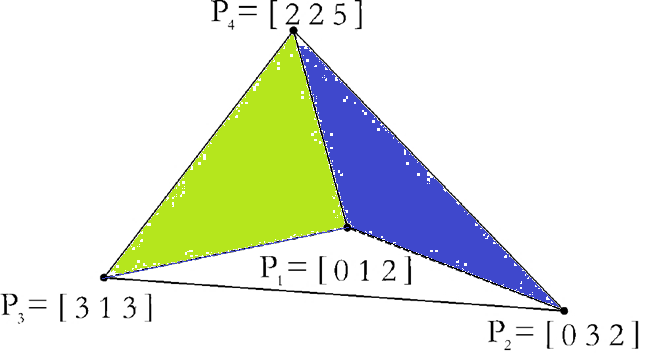 P₄ = [ 2 2 5 ]
P₁ = [ 0 1 2 ]
P₃ = [ 3 1 3 ]
P₂ = [ 0 3 2 ]